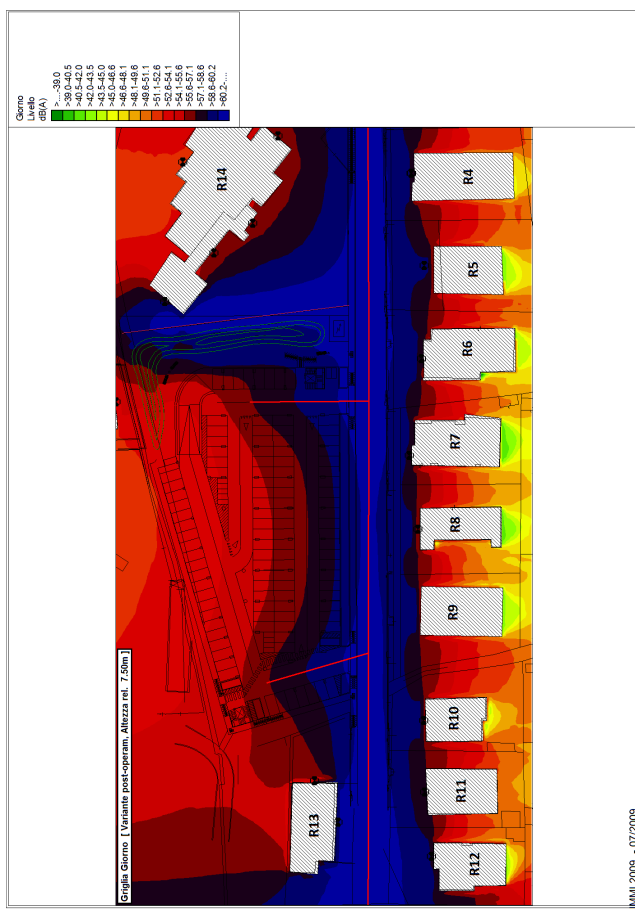 Giorno
Livello
dB(A)
>...-39.0
>39.0-40.5
>40.5-42.0
>42.0-43.5
>43.5-45.0
>45.0-46.6
>46.6-48.1
>48.1-49.6
>49.6-51.1
>51.1-52.6
>52.6-54.1
>54.1-55.6
>55.6-57.1
>57.1-58.6
>58.6-60.2
>60.2-....
Griglia Giorno [ Variante post-operam, Altezza rel. 7.50m ]
R14
R13
R4
R5
R6
R7
R8
R9
R10
R11
R12
IMMI 2009 - 07/2009